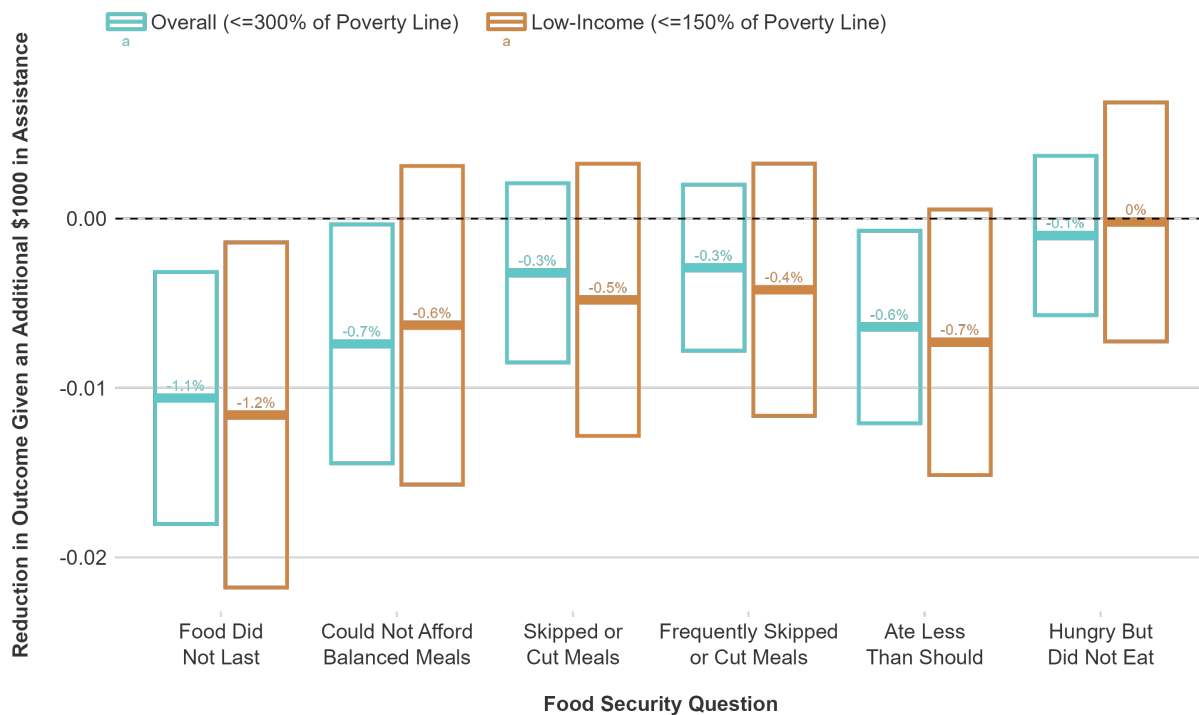 Overall (<=300% of Poverty Line) Low-Income (<=150% of Poverty Line)
a a
Reduction in Outcome Given an Additional $1000 in Assistance
0.00
-0.01
-0.02
-1.1%
-1.2%
-0.7%
-0.6%
-0.3%
-0.5%
-0.3%
-0.4%
-0.6%
-0.7%
-0.1%
0%
Food Did
Not Last
Could Not Afford
Balanced Meals
Skipped or
Cut Meals
Frequently Skipped
or Cut Meals
Ate Less
Than Should
Hungry But
Did Not Eat
Food Security Question